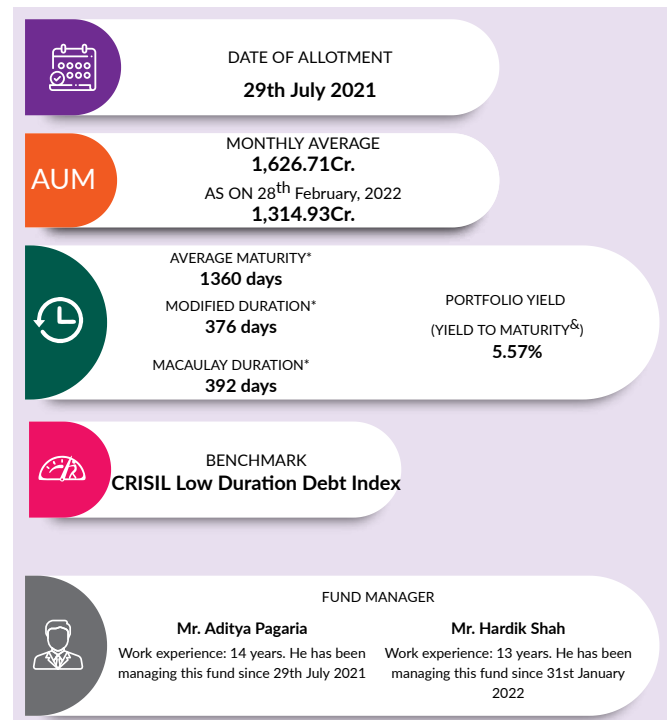 DATE OF ALLOTMENT
29th July 2021
AUM
MONTHLY AVERAGE
1,626.71Cr.
AS ON 28th February, 2022
1,314.93Cr.
AVERAGE MATURITY*
1360 days
MODIFIED DURATION*
376 days
MACAULAY DURATION*
392 days
PORTFOLIO YIELD
(YIELD TO MATURITY&)
5.57%
BENCHMARK
CRISIL Low Duration Debt Index
FUND MANAGER
Mr. Aditya Pagaria
Work experience: 14 years. He has been
managing this fund since 29th July 2021
Mr. Hardik Shah
Work experience: 13 years. He has been
managing this fund since 31st January
2022